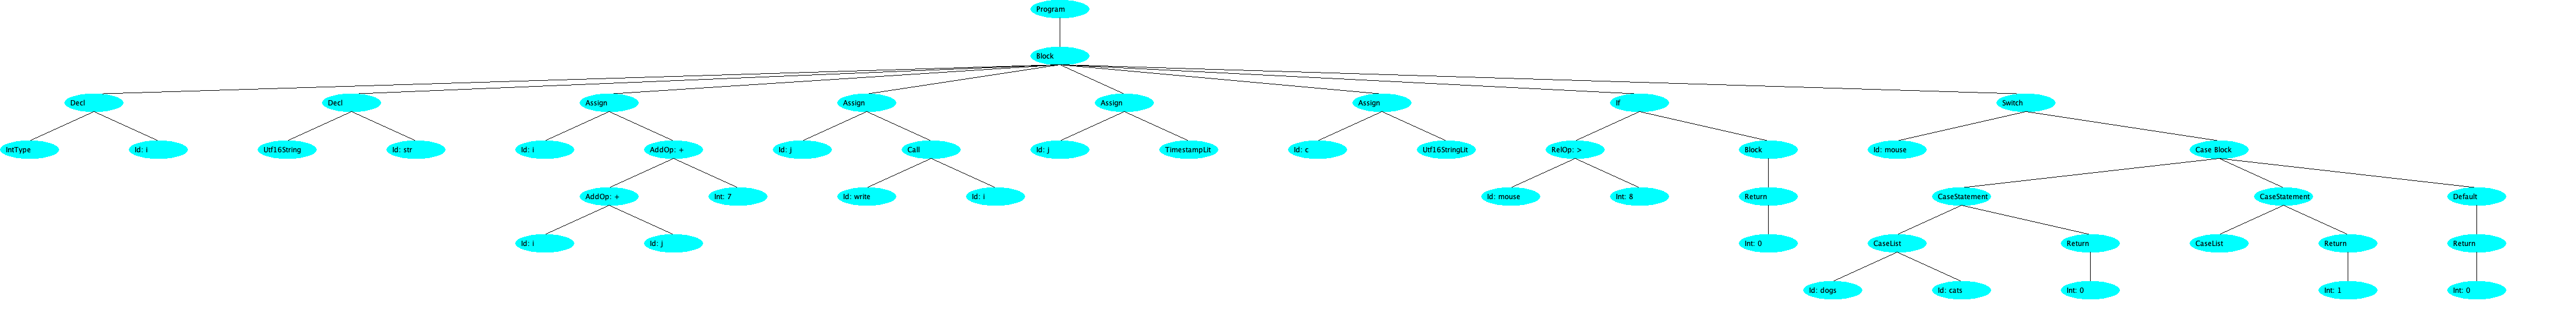 Program
Block
Decl Decl Assign Assign Assign Assign If Switch
IntType Id: i Utf16String Id: str Id: i AddOp: + Id: j Call Id: j TimestampLit Id: c Utf16StringLit RelOp: > Block Id: mouse Case Block
AddOp: + Int: 7 Id: write Id: i Id: mouse Int: 8 Return CaseStatement CaseStatement Default
Id: i Id: j Int: 0 CaseList Return CaseList Return Return
Id: dogs Id: cats Int: 0 Int: 1 Int: 0